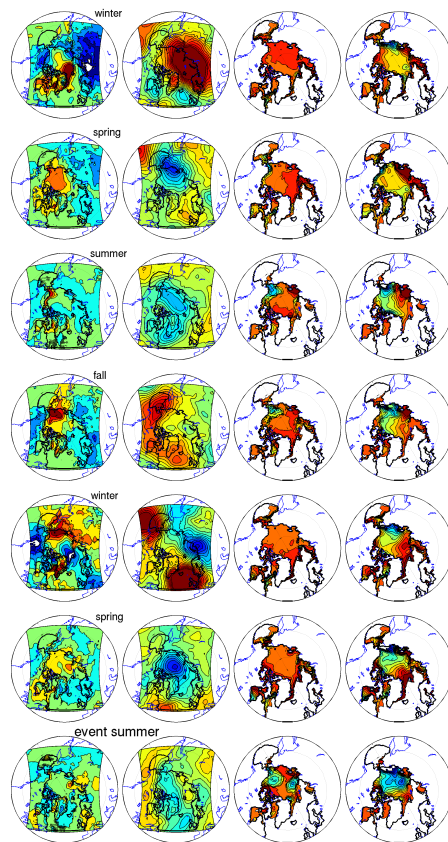 winter
spring
summer
fall
winter
spring
event summer